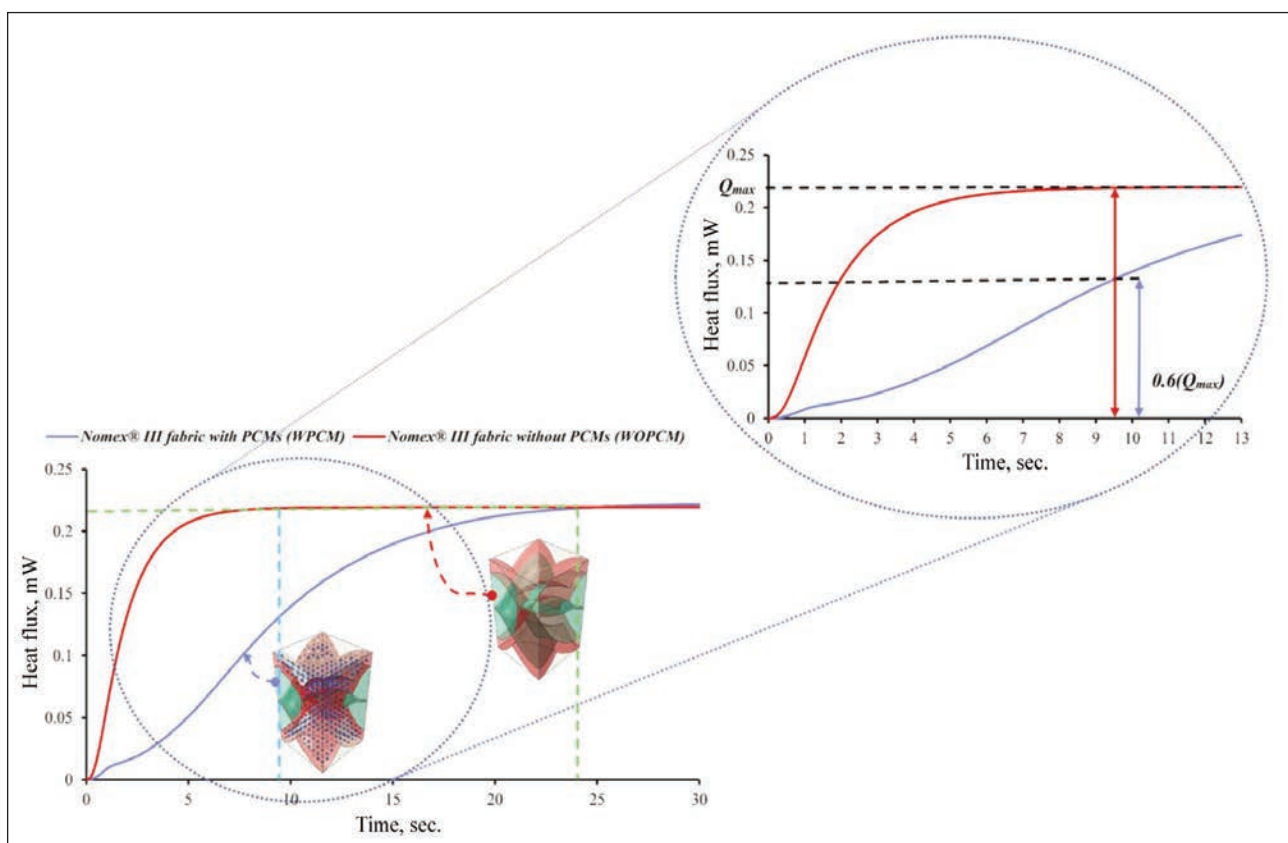 0.25
Q_max
0.2
0.15
0.1
0.05
0
Heat flux, mW
0.6(Q_max)
0 1 2 3 4 5 6 7 8 9 10 11 12 13
Time, sec.
Nomex® III fabric with PCMs (WPCM) Nomex® III fabric without PCMs (WOPCM)
0.25
0.2
0.15
0.1
0.05
0
Heat flux, mW
0 5 10 15 20 25 30
Time, sec.